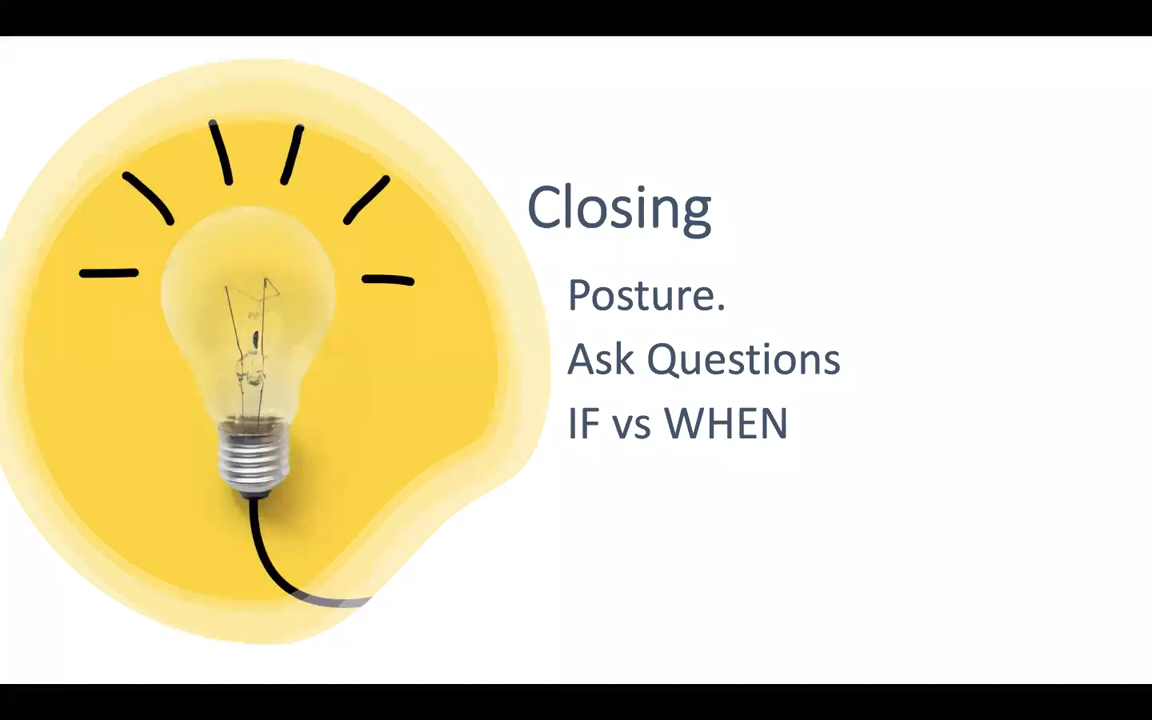 Closing
Posture.
Ask Questions
IF vs WHEN